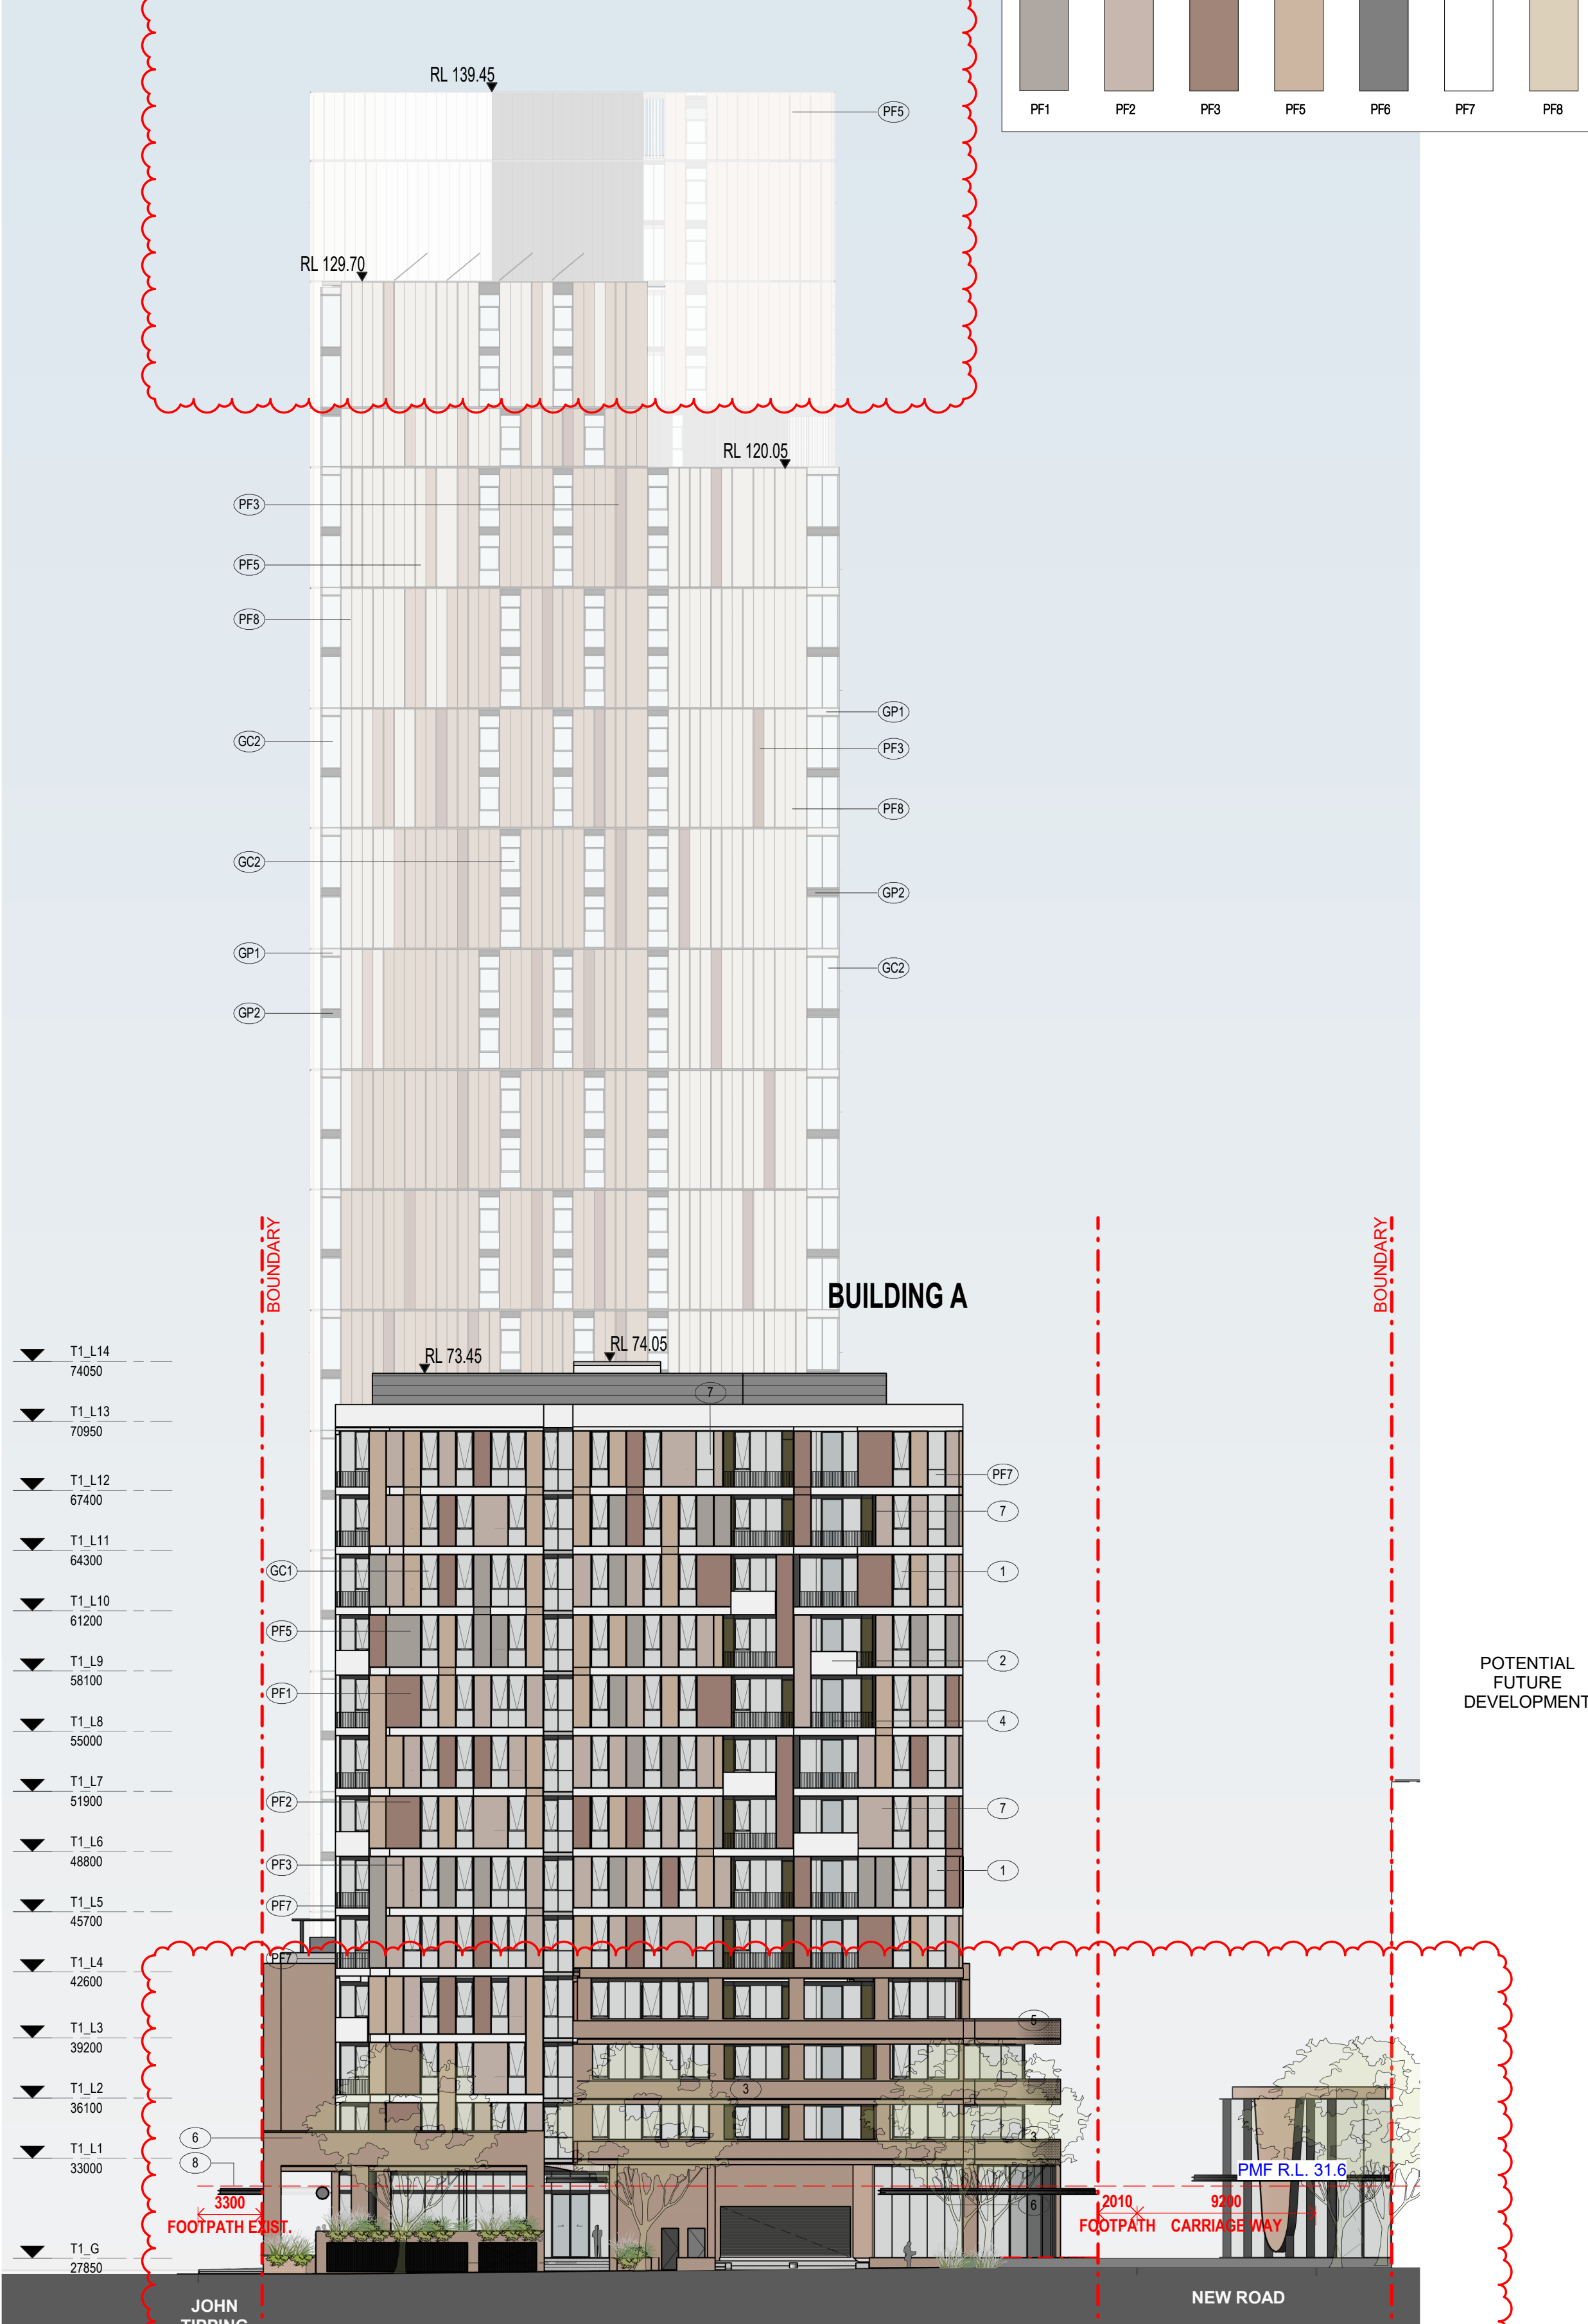 PF1 PF2 PF3 PF5 PF6 PF7 PF8
RL 139.45
PF5
RL 129.70
RL 120.05
PF3
PF5
PF8
GP1
GC2
PF3
PF8
GC2
GP2
GP1
GC2
GP2
BOUNDARY
BOUNDARY
BUILDING A
RL 74.05
RL 73.45
T1_L14
74050
7
T1_L13
70950
PF7
T1_L12
67400
7
T1_L11
64300
GC1
1
T1_L10
61200
PF5
2
T1_L9
58100
POTENTIAL
FUTURE
DEVELOPMENT
PF1
4
T1_L8
55000
T1_L7
51900
PF2
7
T1_L6
48800
PF3
1
T1_L5
45700
PF7
PF7
T1_L4
42600
5
T1_L3
39200
3
T1_L2
36100
6
3
T1_L1
33000
8
PMF R.L. 31.6
6
3300
2010
9200
FOOTPATH EXIST.
FOOTPATH
CARRIAGE WAY
T1_G
27850
NEW ROAD
JOHN
TIPPING